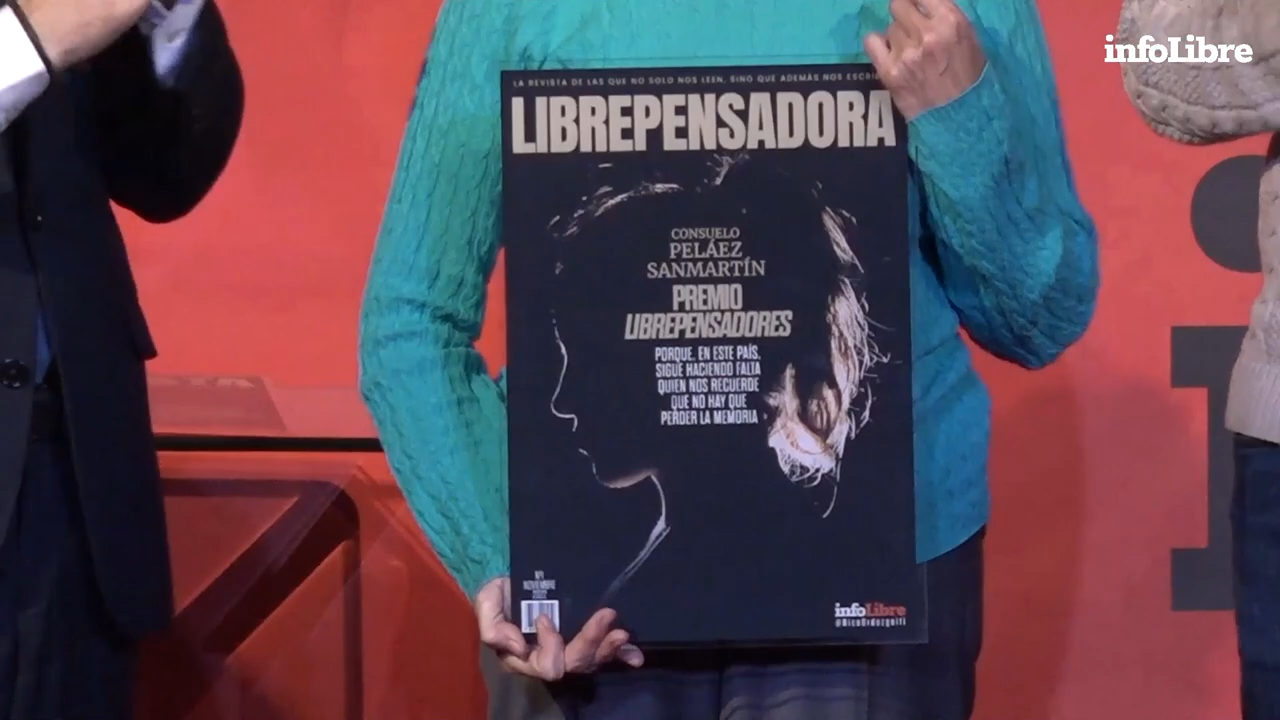 infoLibre
LA REVISTA DE LAS QUE NO SOLO NOS LEEN, SINO QUE ADEMÁS NOS
LIBREPENSADORA
CONSUELO
PELÁEZ
SANMARTÍN
PREMIO
LIBREPENSADORES
PORQUE, EN ESTE PAÍS,
SIGUE HACIENDO FALTA
QUIEN NOS RECUERDE
QUE NO HAY QUE
PERDER LA MEMORIA
Nº1
NOVIEMBRE
infoLibre
i